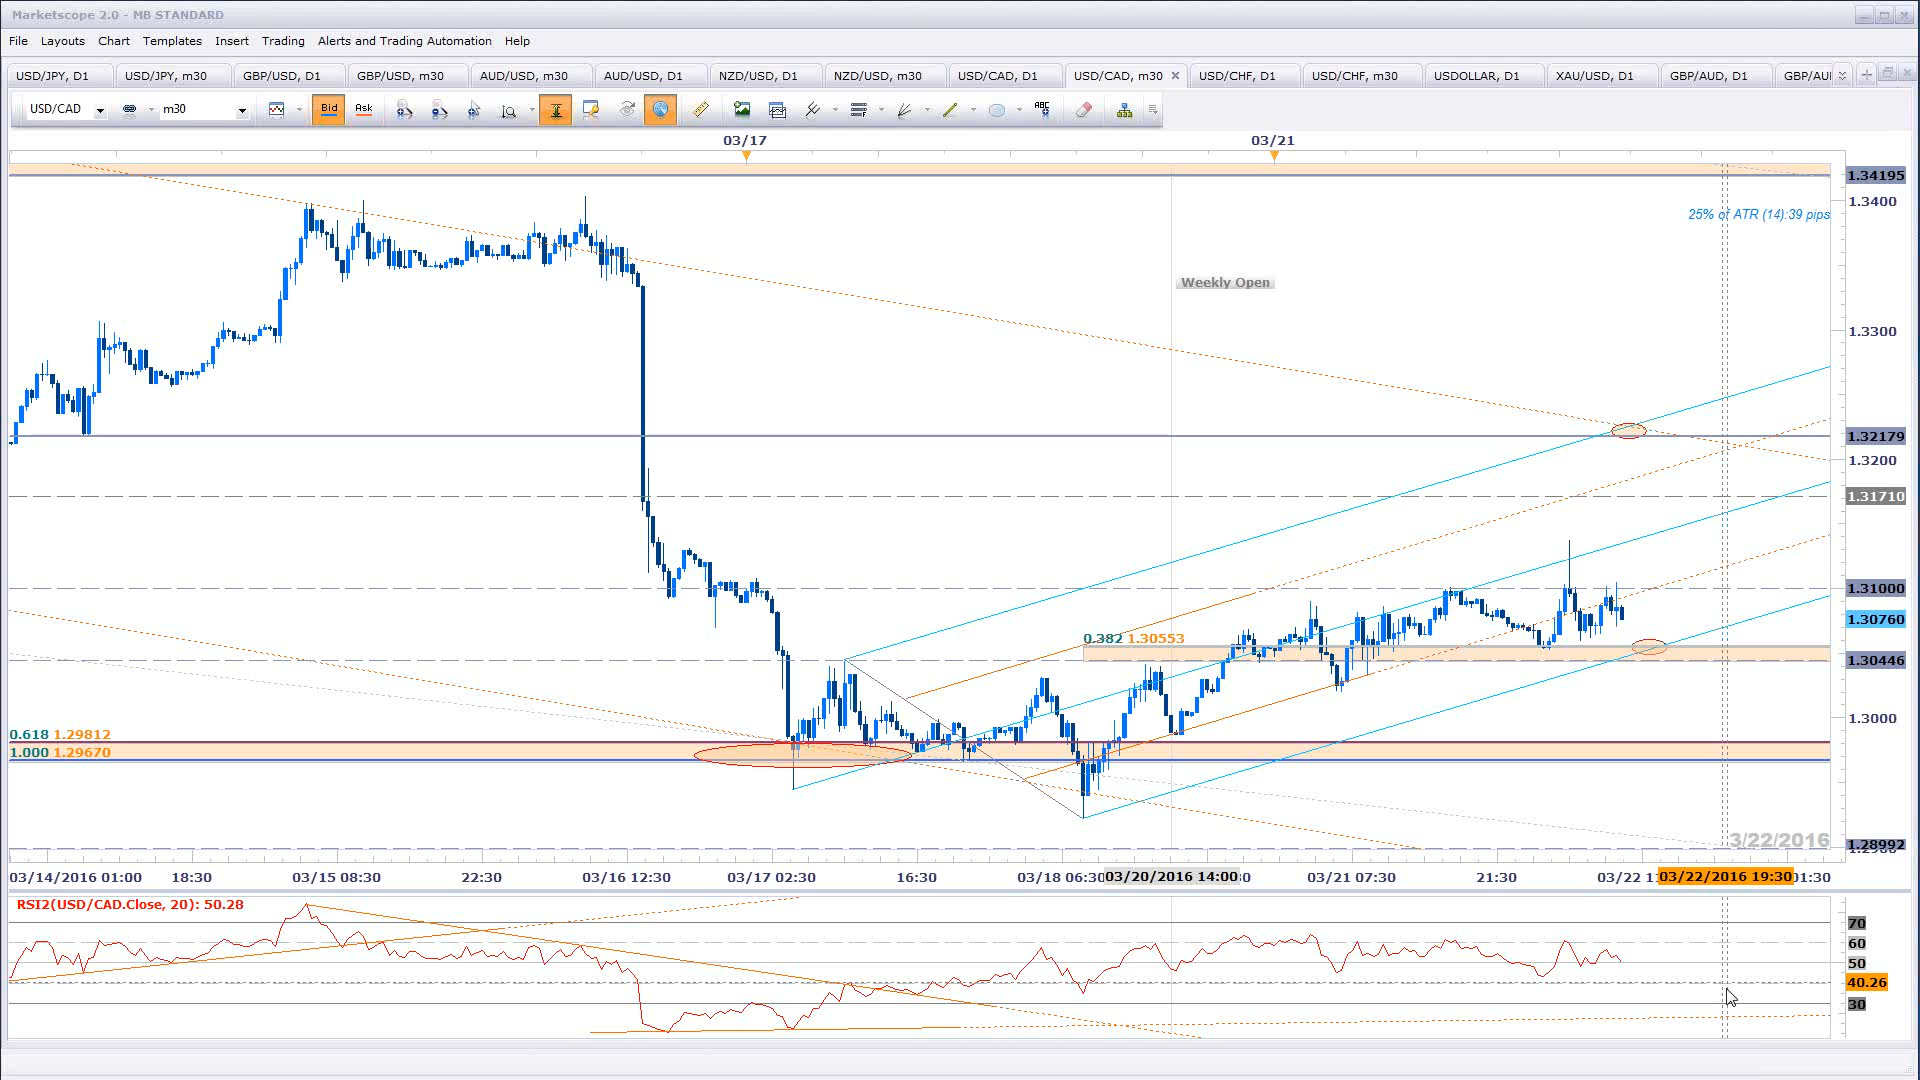 Marketscope 2.0 - MB STANDARD
File Layouts Chart Templates Insert Trading Alerts and Trading Automation Help
USD/JPY, D1 USD/JPY, m30 GBP/USD, D1 GBP/USD, m30 AUD/USD, m30 AUD/USD, D1 NZD/USD, D1 NZD/USD, m30 USD/CAD, D1 USD/CAD, m30 USD/CHF, D1 USD/CHF, m30 USDOLLAR, D1 XAU/USD, D1 GBP/AUD, D1 GBP/AU
USD/CAD m30 Bid Ask ABC
03/17 03/21
1.34195
1.3400
25% of ATR (14):39 pips
Weekly Open
1.3300
1.32179
1.3200
1.31710
1.31000
1.30760
0.382 1.30553
1.30446
1.3000
0.618 1.29812
1.000 1.29670
3/22/2016
1.28992
03/14/2016 01:00 18:30 03/15 08:30 22:30 03/16 12:30 03/17 02:30 16:30 03/18 06:30 03/20/2016 14:00 03/21 07:30 21:30 03/22 03/22/2016 19:30 01:30
RSI2(USD/CAD.Close, 20): 50.28
70
60
50
40.26
30